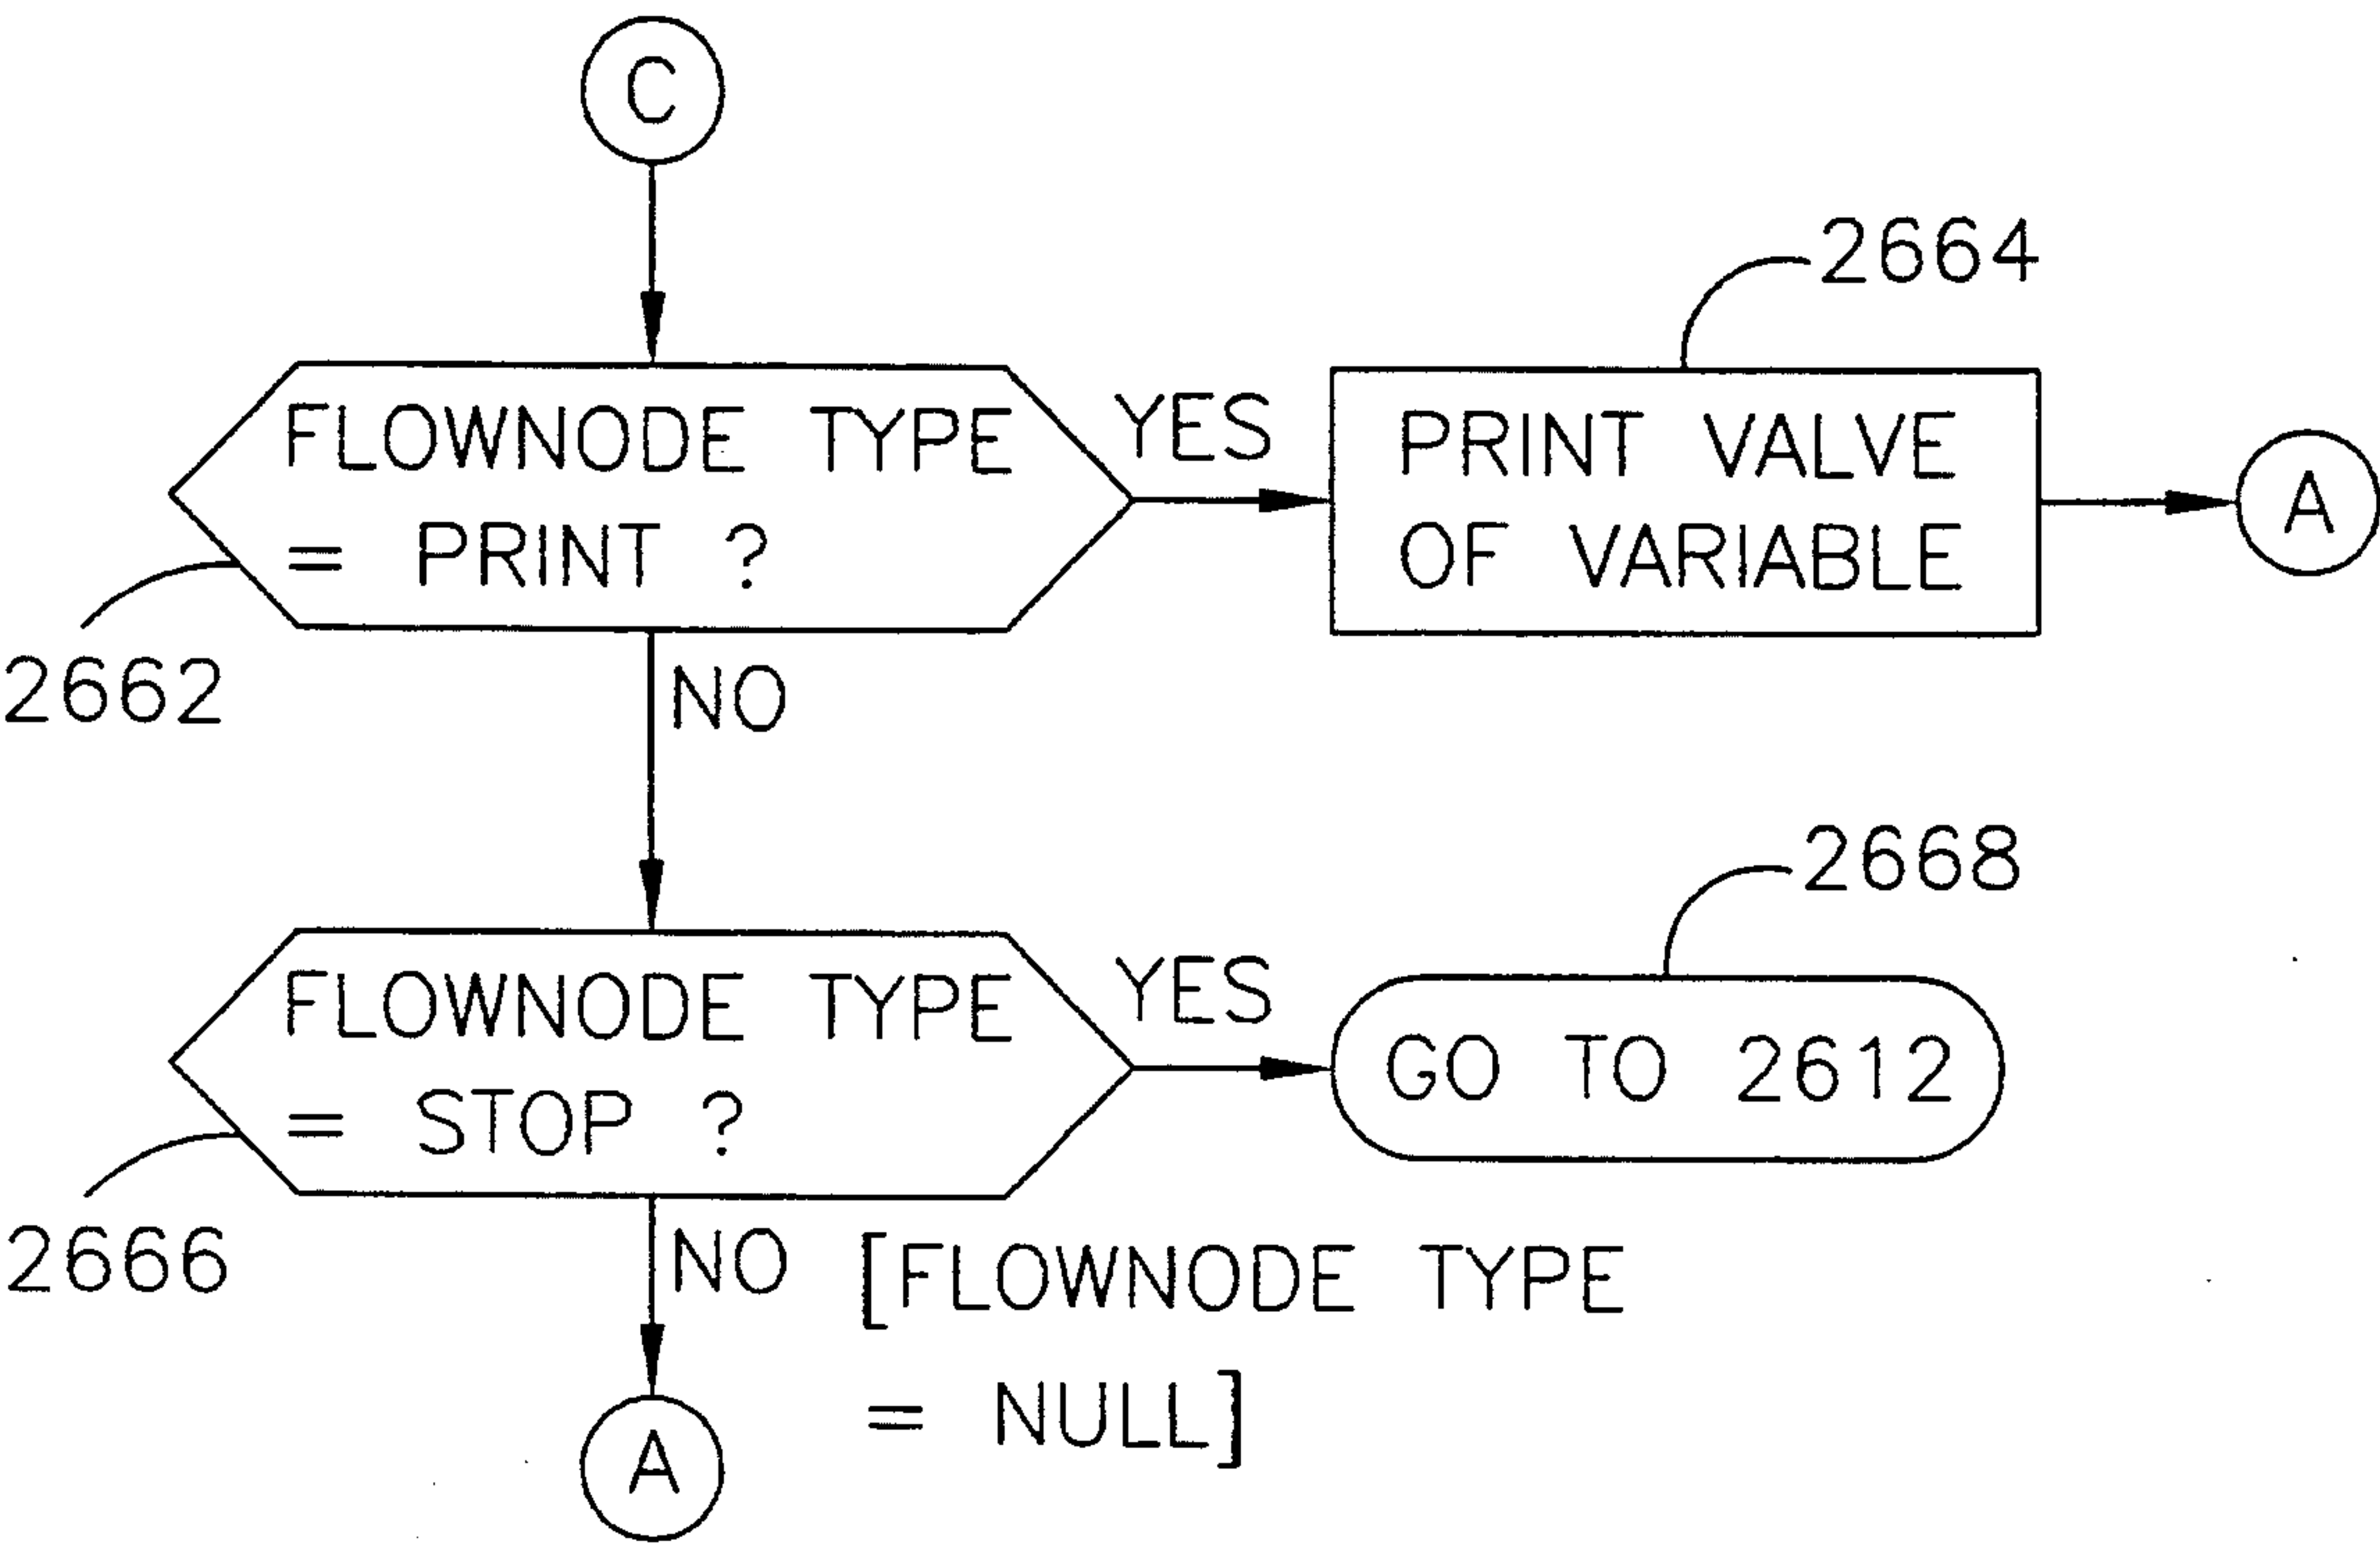 C
2664
FLOWNODE TYPE
= PRINT ?
YES
PRINT VALVE
OF VARIABLE
A
2662
NO
2668
FLOWNODE TYPE
= STOP ?
YES
GO TO 2612
2666
NO
[FLOWNODE TYPE
= NULL]
A